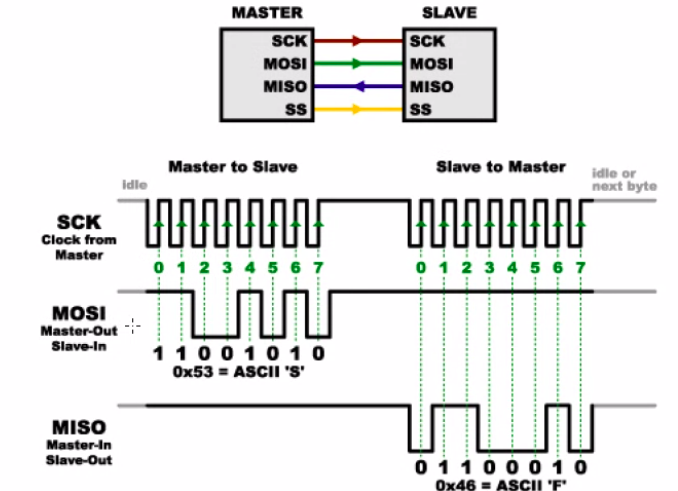 MASTER SLAVE
SCK SCK
MOSI MOSI
MISO MISO
SS SS
Master to Slave Slave to Master
idle
idle or
next byte
SCK
Clock from
Master
0 1 2 3 4 5 6 7 0 1 2 3 4 5 6 7
MOSI
Master-Out
Slave-In
1 1 0 0 1 0 1 0
0x53 = ASCII 'S'
MISO
Master-In
Slave-Out
0 1 1 0 0 0 1 0
0x46 = ASCII 'F'